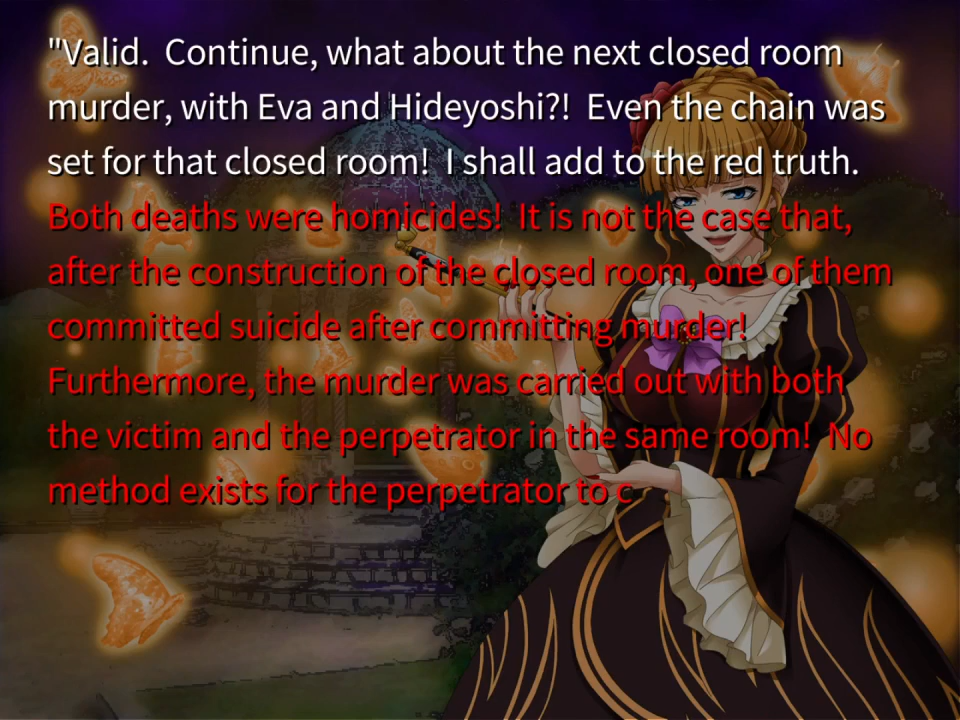 "Valid.  Continue, what about the next closed room
murder, with Eva and Hideyoshi?!  Even the chain was
set for that closed room!  I shall add to the red truth.
Both deaths were homicides!  It is not the case that,
after the construction of the closed room, one of them
committed suicide after committing murder!
Furthermore, the murder was carried out with both
the victim and the perpetrator in the same room!  No
method exists for the perpetrator to c